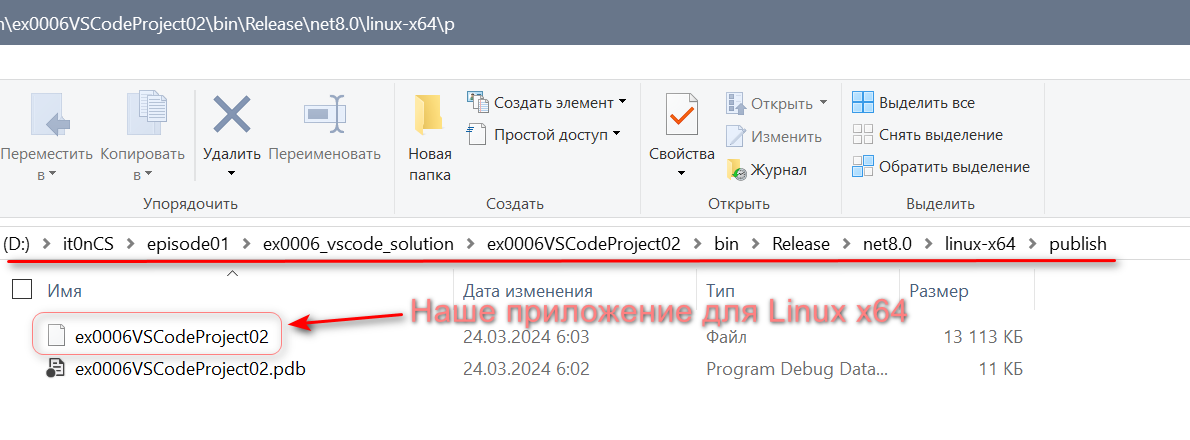 n\ex0006VSCodeProject02\bin\Release\net8.0\linux-x64\p
Переместить в
Копировать в
Удалить
Переименовать
Упорядочить
Новая папка
Создать элемент
Простой доступ
Создать
Свойства
Открыть
Изменить
Журнал
Открыть
Выделить все
Снять выделение
Обратить выделение
Выделить
(D:) > it0nCS > episode01 > ex0006_vscode_solution > ex0006VSCodeProject02 > bin > Release > net8.0 > linux-x64 > publish
Имя Дата изменения Тип Размер
Наше приложение для Linux x64
ex0006VSCodeProject02 24.03.2024 6:03 Файл 13 113 КБ
ex0006VSCodeProject02.pdb 24.03.2024 6:02 Program Debug Data... 11 КБ